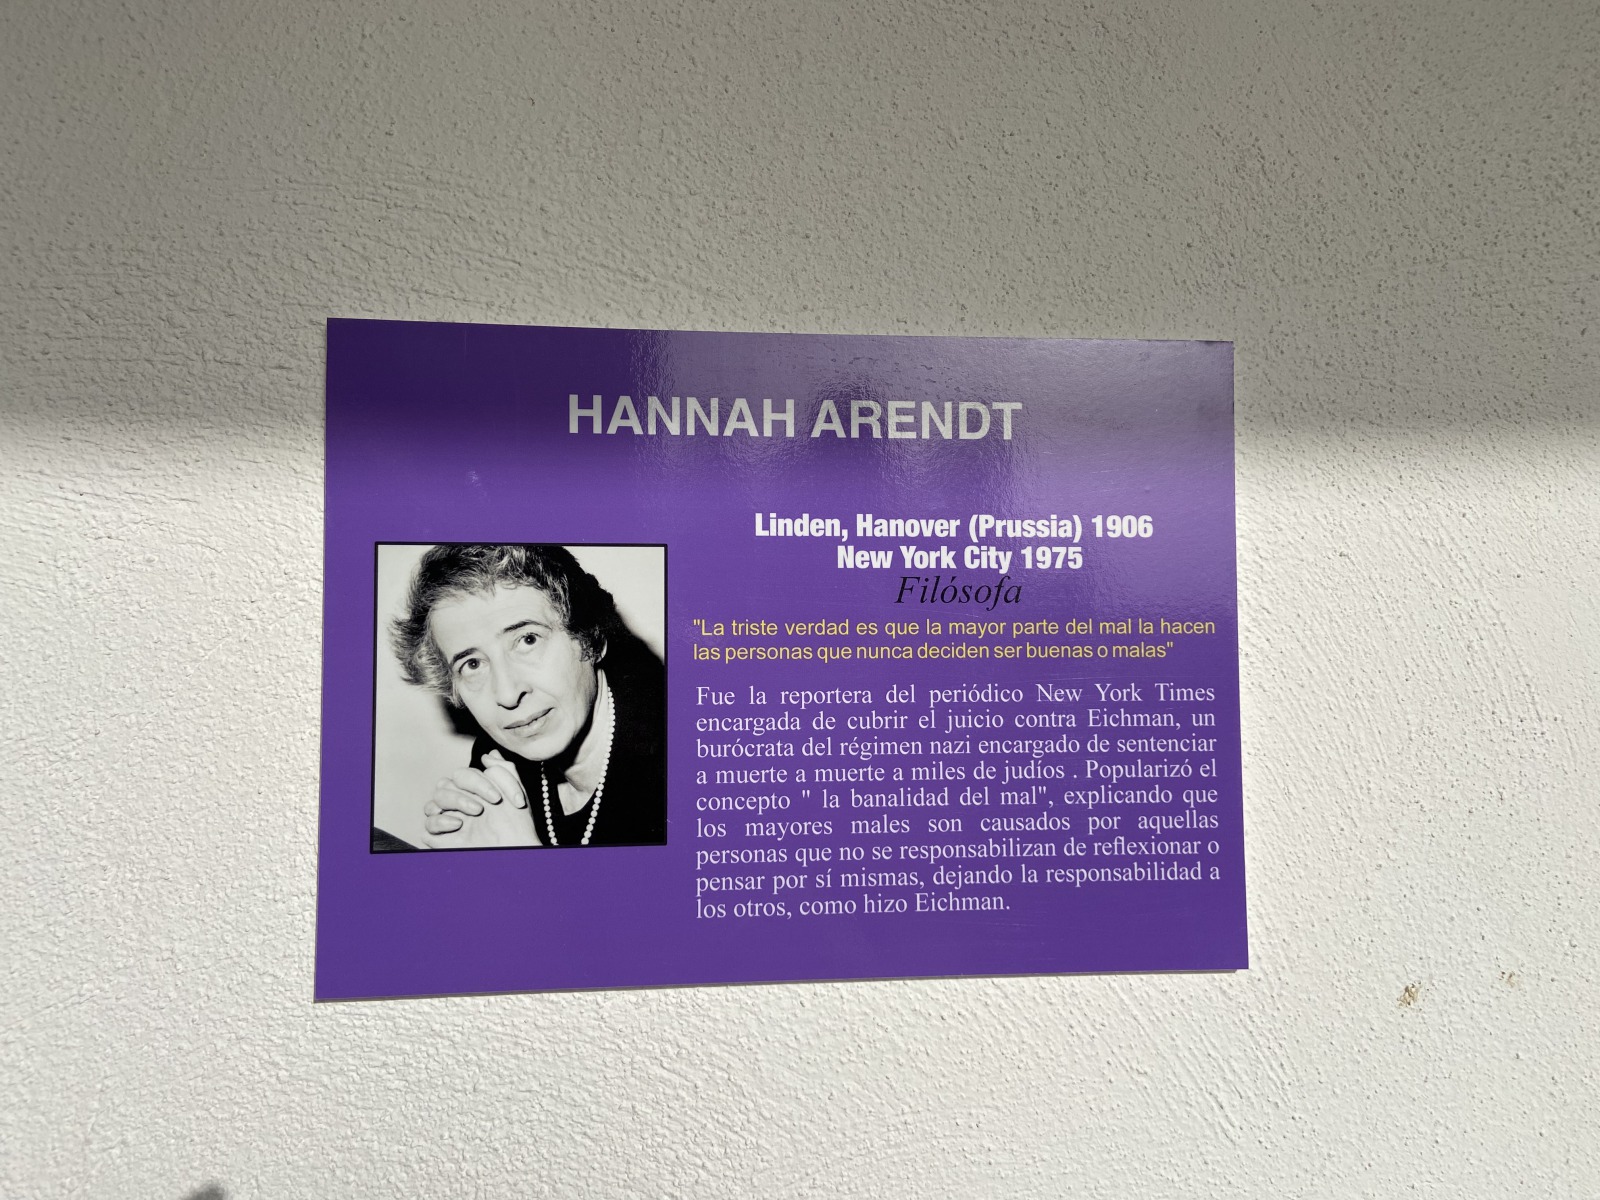 HANNAH ARENDT
Linden, Hanover (Prussia) 1906
New York City 1975
Filósofa
"La triste verdad es que la mayor parte del mal la hacen
las personas que nunca deciden ser buenas o malas"
Fue la reportera del periódico New York Times
encargada de cubrir el juicio contra Eichman, un
burócrata del régimen nazi encargado de sentenciar
a muerte a muerte a miles de judíos . Popularizó el
concepto " la banalidad del mal", explicando que
los mayores males son causados por aquellas
personas que no se responsabilizan de reflexionar o
pensar por sí mismas, dejando la responsabilidad a
los otros, como hizo Eichman.